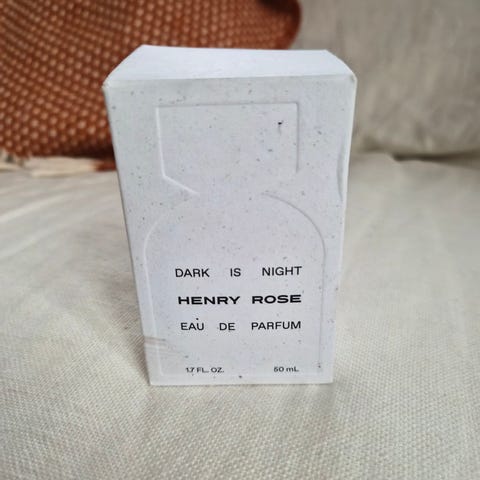 DARK IS NIGHT
HENRY ROSE
EAU DE PARFUM
1.7 FL. OZ. 50 mL